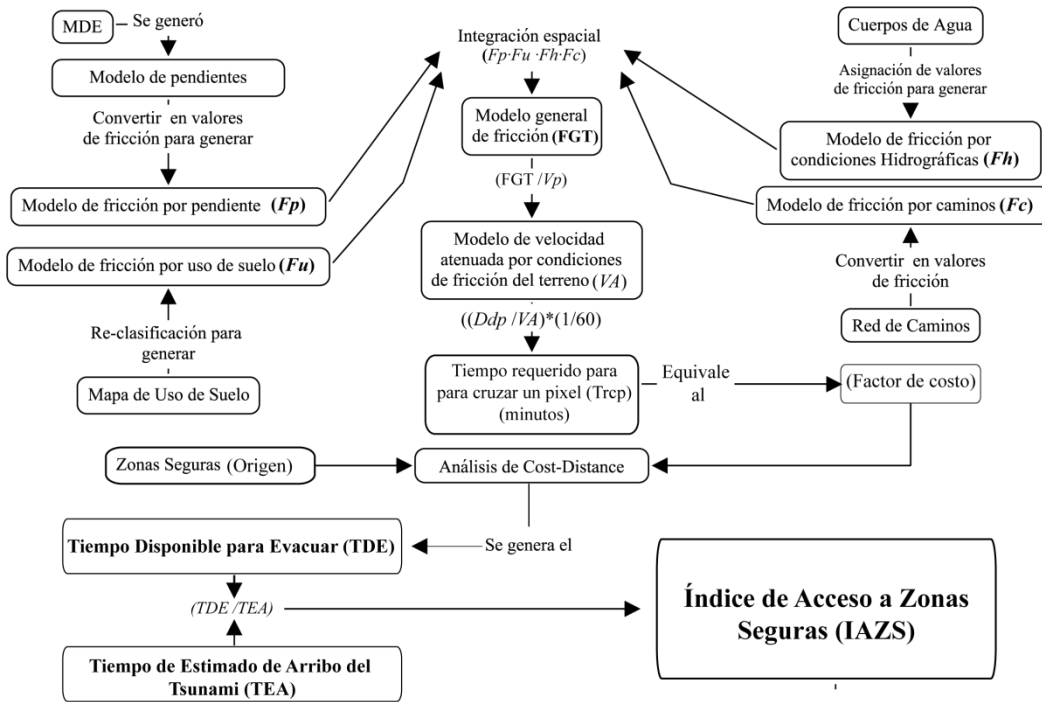 MDE
Se generó
Modelo de pendientes
Convertir en valores
de fricción para generar
Modelo de fricción por pendiente (Fp)
Modelo de fricción por uso de suelo (Fu)
Re-clasificación para
generar
Mapa de Uso de Suelo
Integración espacial
(Fp·Fu ·Fh·Fc)
Modelo general
de fricción (FGT)
(FGT /Vp)
Modelo de velocidad
atenuada por condiciones
de fricción del terreno (VA)
((Ddp /VA)*(1/60)
Tiempo requerido para
para cruzar un pixel (Trcp)
(minutos)
Equivale
al
(Factor de costo)
Cuerpos de Agua
Asignación de valores
de fricción para generar
Modelo de fricción por
condiciones Hidrográficas (Fh)
Modelo de fricción por caminos (Fc)
Convertir en valores
de fricción
Red de Caminos
Zonas Seguras (Origen)
Análisis de Cost-Distance
Se genera el
Tiempo Disponible para Evacuar (TDE)
(TDE /TEA)
Tiempo de Estimado de Arribo del
Tsunami (TEA)
Índice de Acceso a Zonas
Seguras (IAZS)